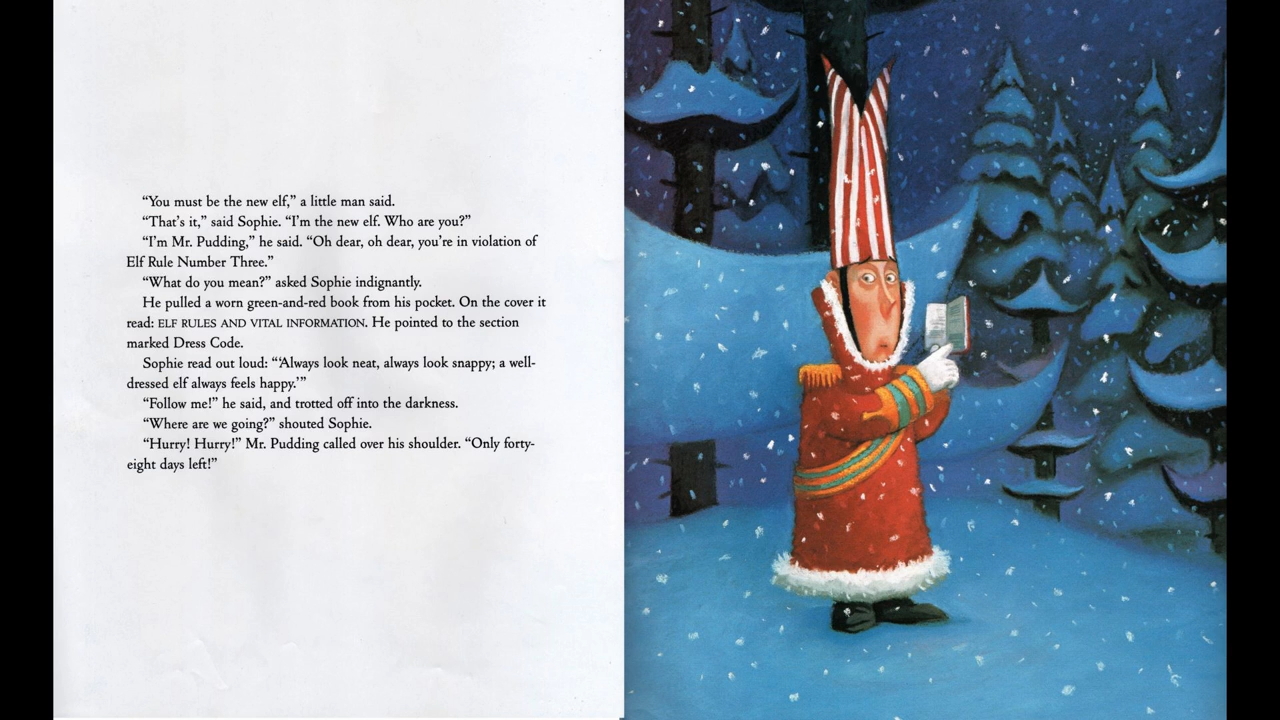 “You must be the new elf,” a little man said.
“That’s it,” said Sophie. “I’m the new elf. Who are you?”
“I’m Mr. Pudding,” he said. “Oh dear, oh dear, you’re in violation of
Elf Rule Number Three.”
“What do you mean?” asked Sophie indignantly.
He pulled a worn green-and-red book from his pocket. On the cover it
read: ELF RULES AND VITAL INFORMATION. He pointed to the section
marked Dress Code.
Sophie read out loud: “‘Always look neat, always look snappy; a well-
dressed elf always feels happy.’”
“Follow me!” he said, and trotted off into the darkness.
“Where are we going?” shouted Sophie.
“Hurry! Hurry!” Mr. Pudding called over his shoulder. “Only forty-
eight days left!”